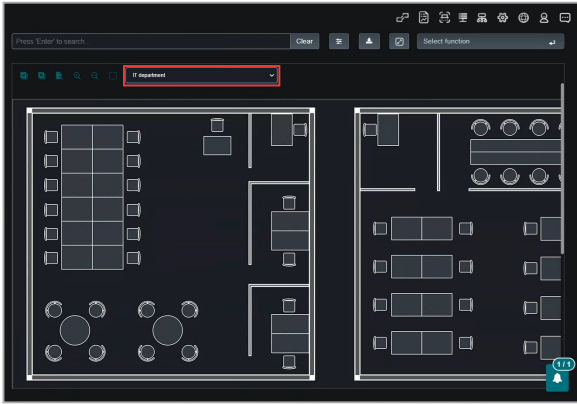 Press 'Enter' to search...
Clear
Select function
IT department
1/1